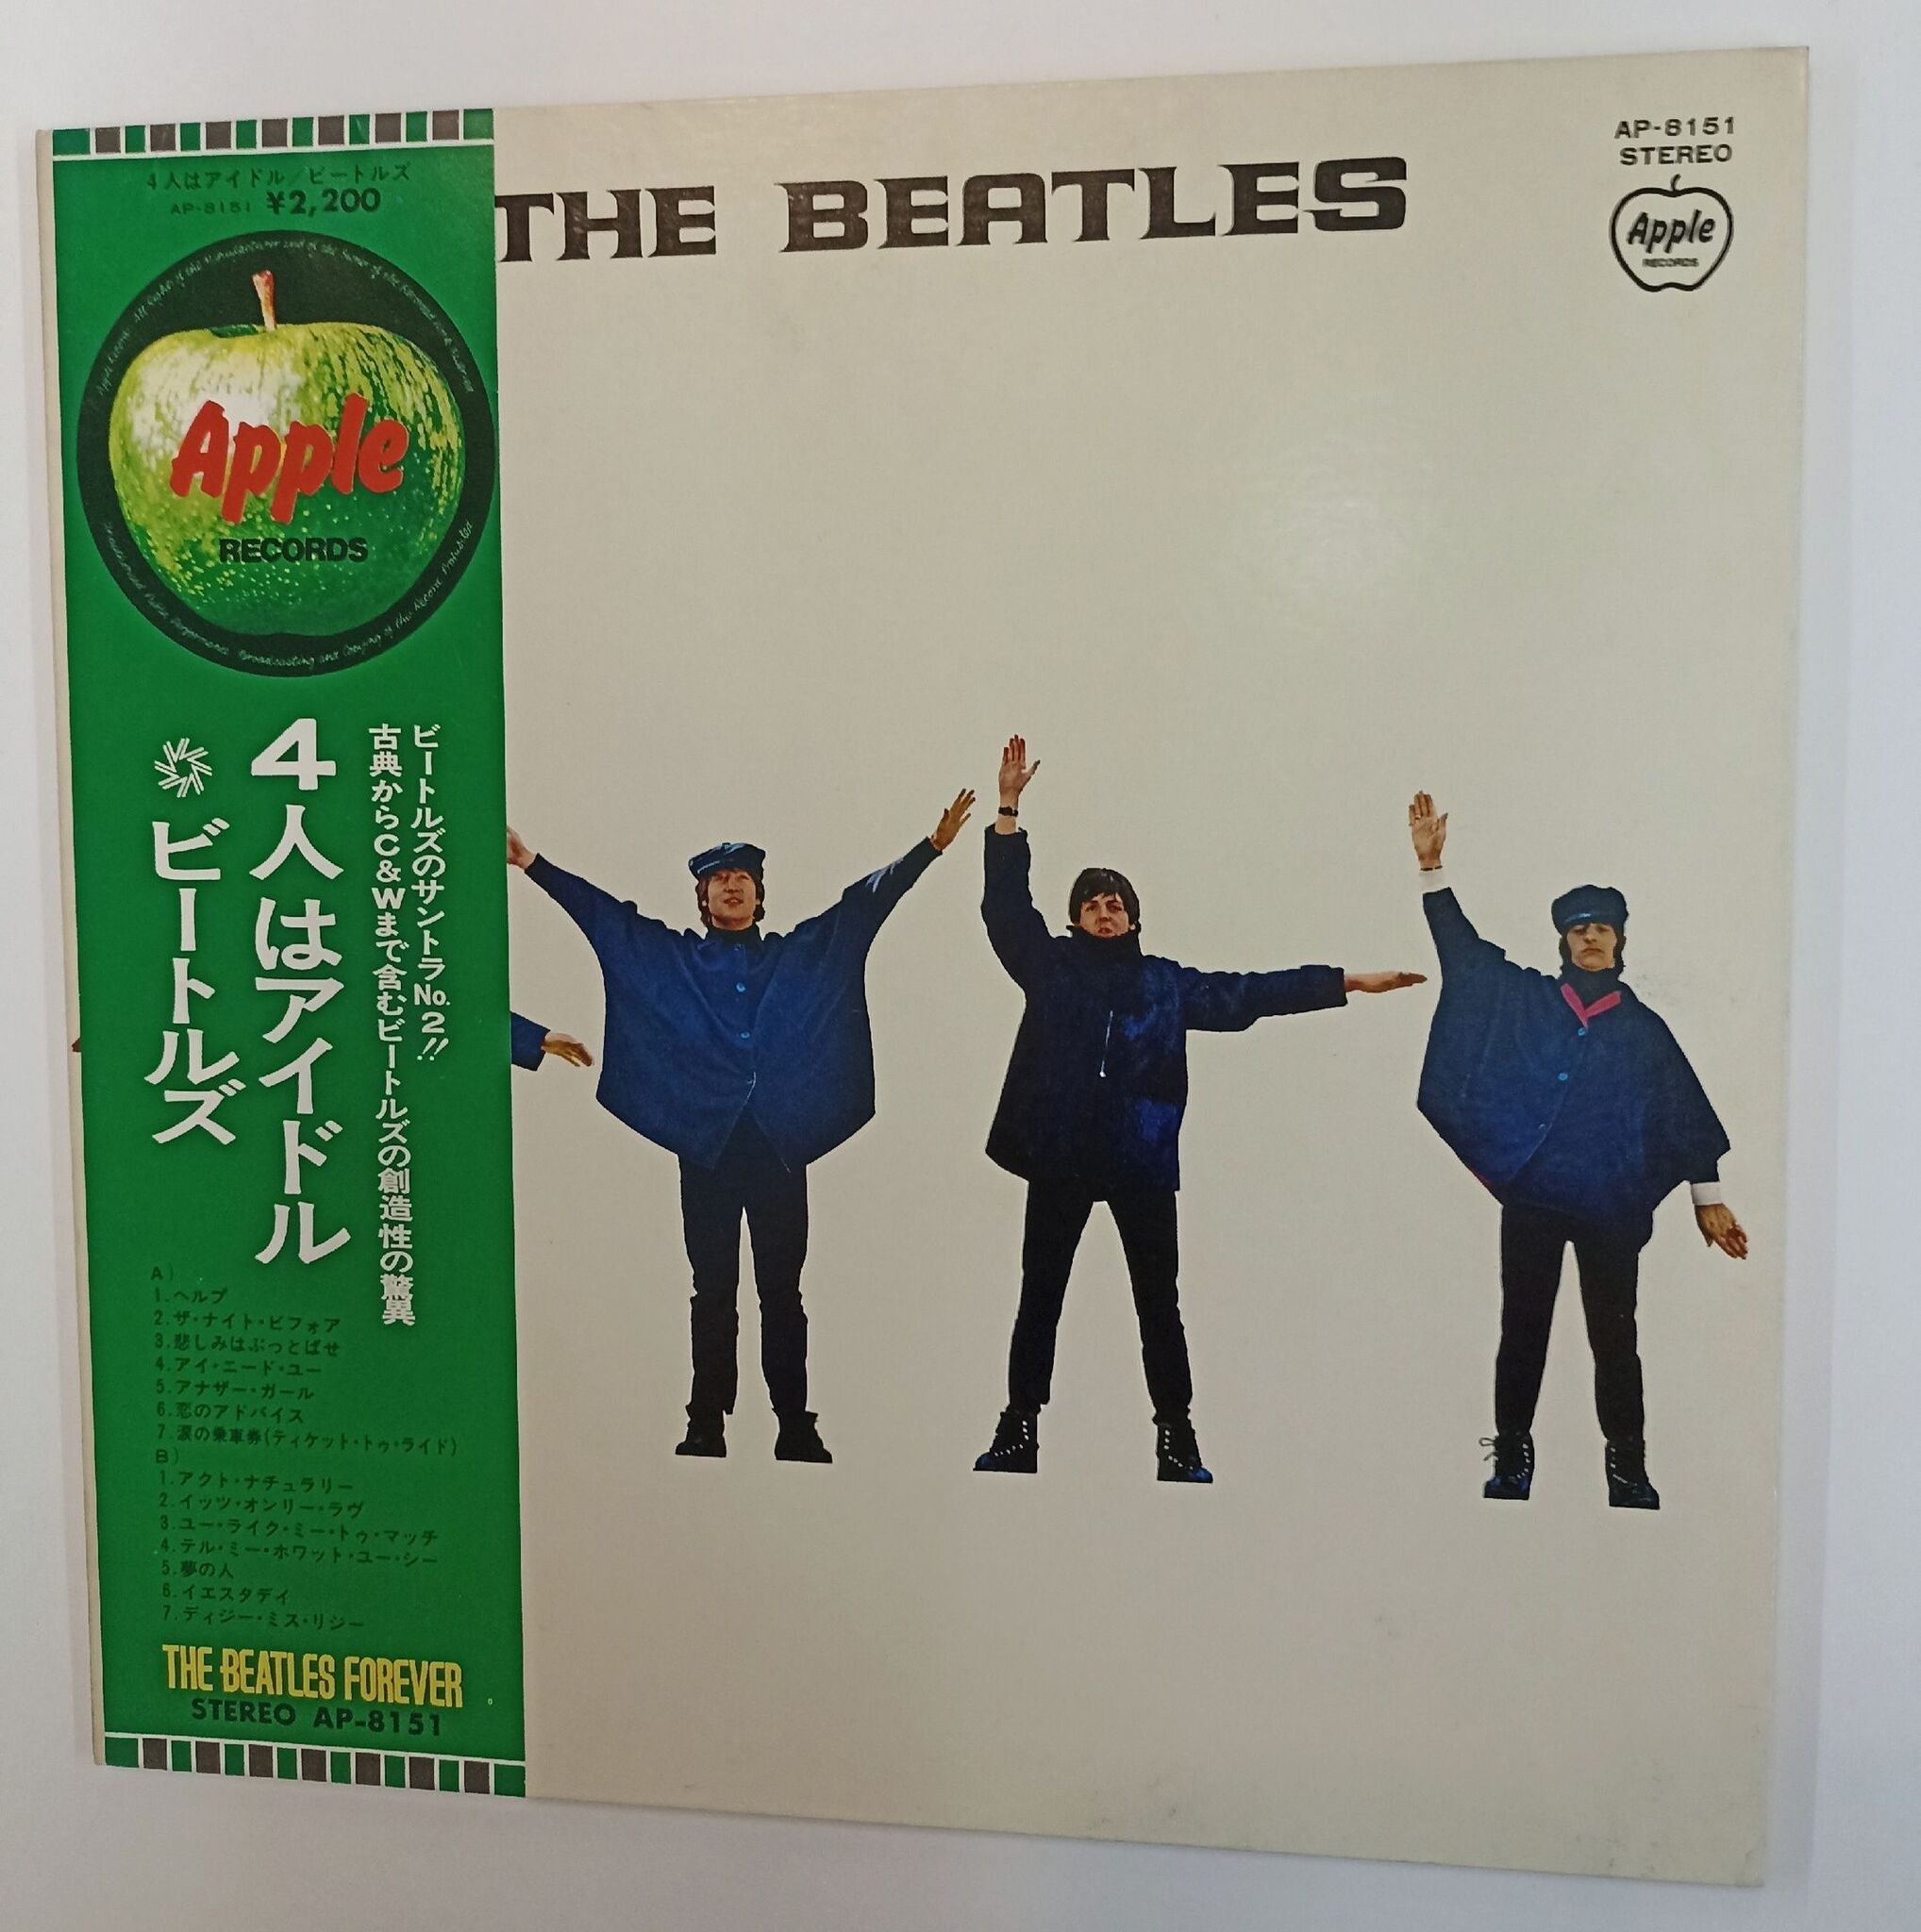 4人はアイドル/ビートルズ
AP-8151 ¥2,200
Apple
RECORDS
ビートルズのサントラNo.2!!
古典からC&Wまで含むビートルズの創造性の驚異
4人はアイドル
ビートルズ
A)
1.ヘルプ
2.ザ・ナイト・ビフォア
3.悲しみはぶっとばせ
4.アイ・ニード・ユー
5.アナザー・ガール
6.恋のアドバイス
7.涙の乗車券(ティケット・トゥ・ライド)
B)
1.アクト・ナチュラリー
2.イッツ・オンリー・ラヴ
3.ユー・ライク・ミー・トゥ・マッチ
4.テル・ミー・ホワット・ユー・シー
5.夢の人
6.イエスタデイ
7.ディジー・ミス・リジー
THE BEATLES FOREVER
STEREO AP-8151
THE BEATLES
AP-8151
STEREO
Apple
RECORDS